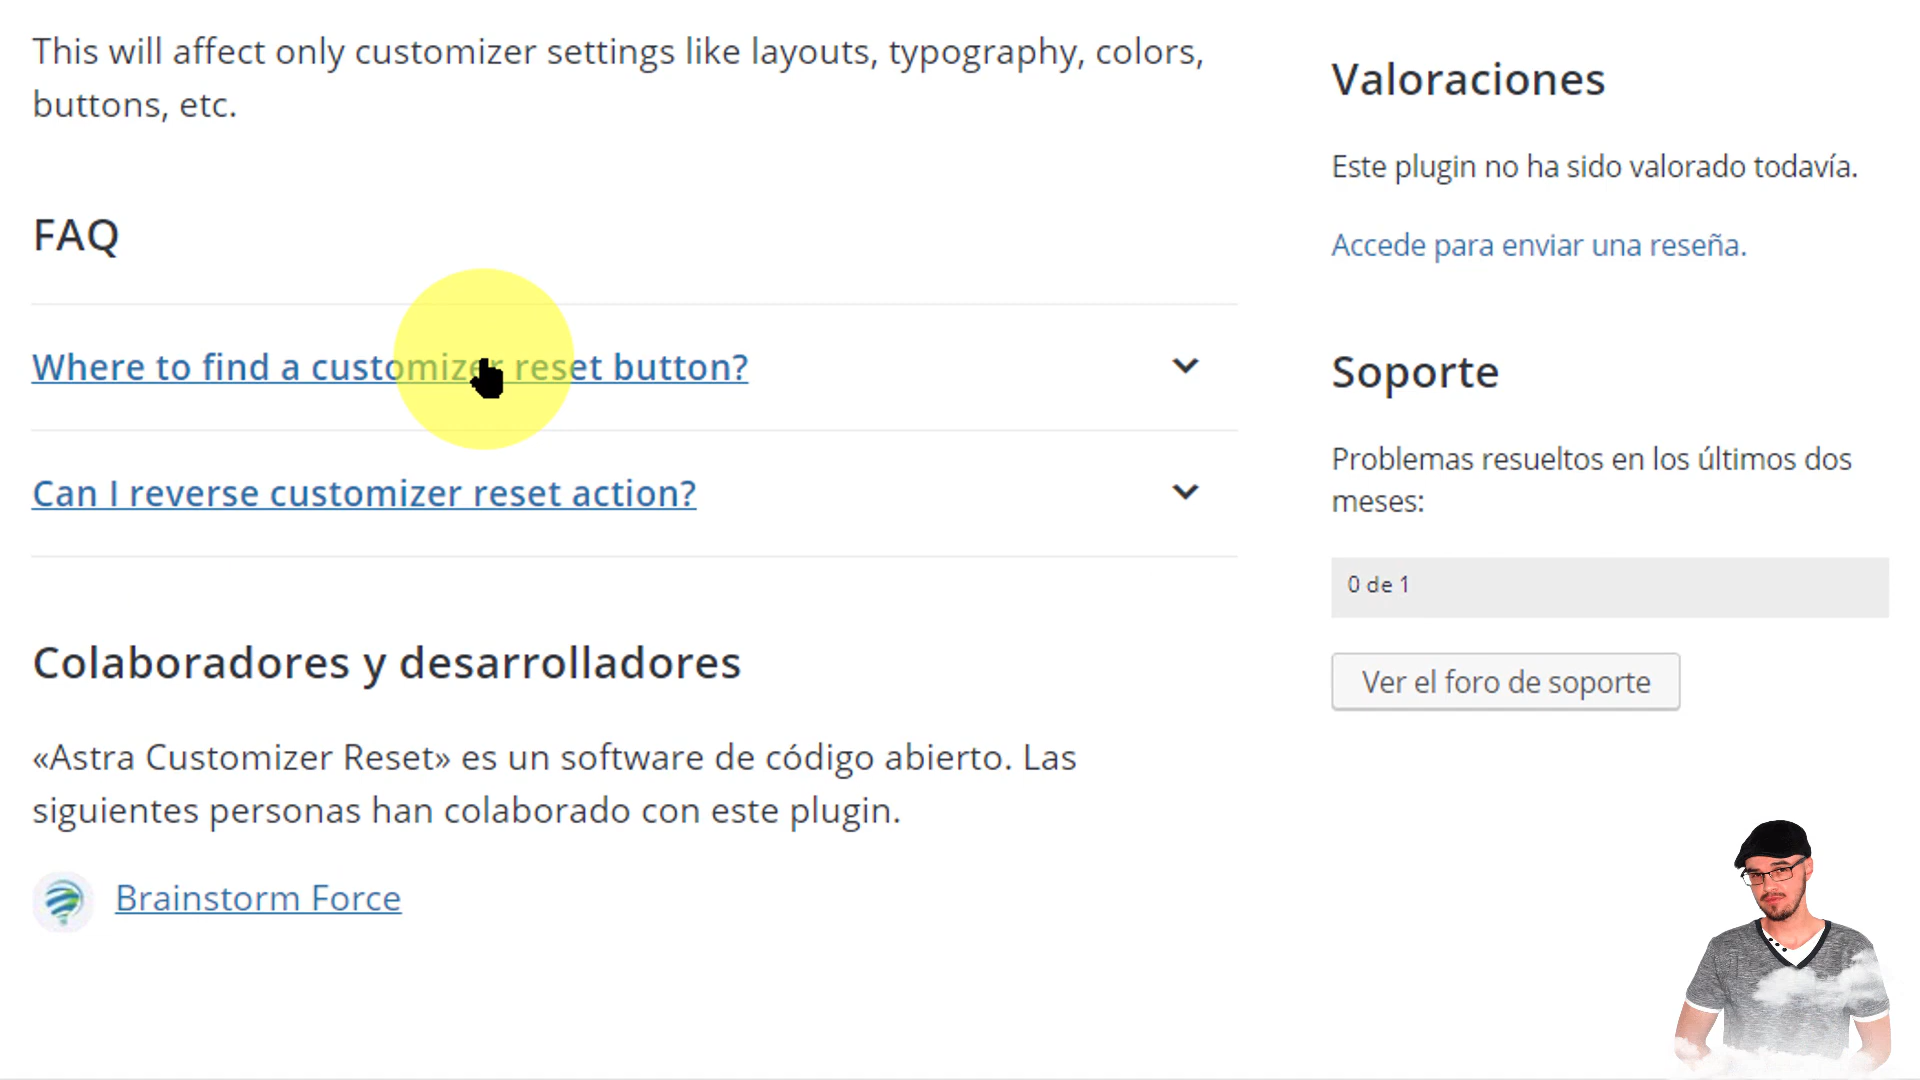 This will affect only customizer settings like layouts, typography, colors,
buttons, etc.
FAQ
Where to find a customizer reset button?
Can I reverse customizer reset action?
Colaboradores y desarrolladores
«Astra Customizer Reset» es un software de código abierto. Las
siguientes personas han colaborado con este plugin.
Brainstorm Force
Valoraciones
Este plugin no ha sido valorado todavía.
Accede para enviar una reseña.
Soporte
Problemas resueltos en los últimos dos
meses:
0 de 1
Ver el foro de soporte